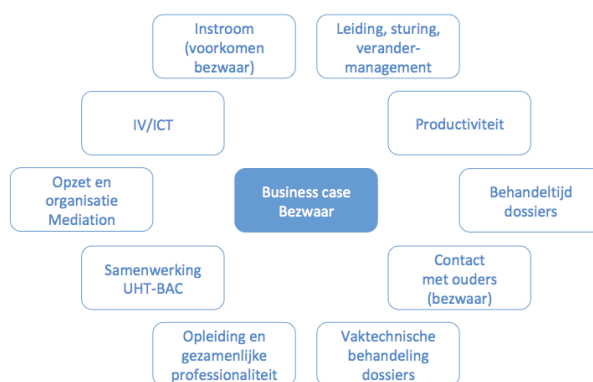 Instroom
(voorkomen
bezwaar)
Leiding, sturing,
verander-
management
IV/ICT
Productiviteit
Opzet en
organisatie
Mediation
Business case
Bezwaar
Behandeltijd
dossiers
Samenwerking
UHT-BAC
Contact
met ouders
(bezwaar)
Opleiding en
gezamenlijke
professionaliteit
Vaktechnische
behandeling
dossiers